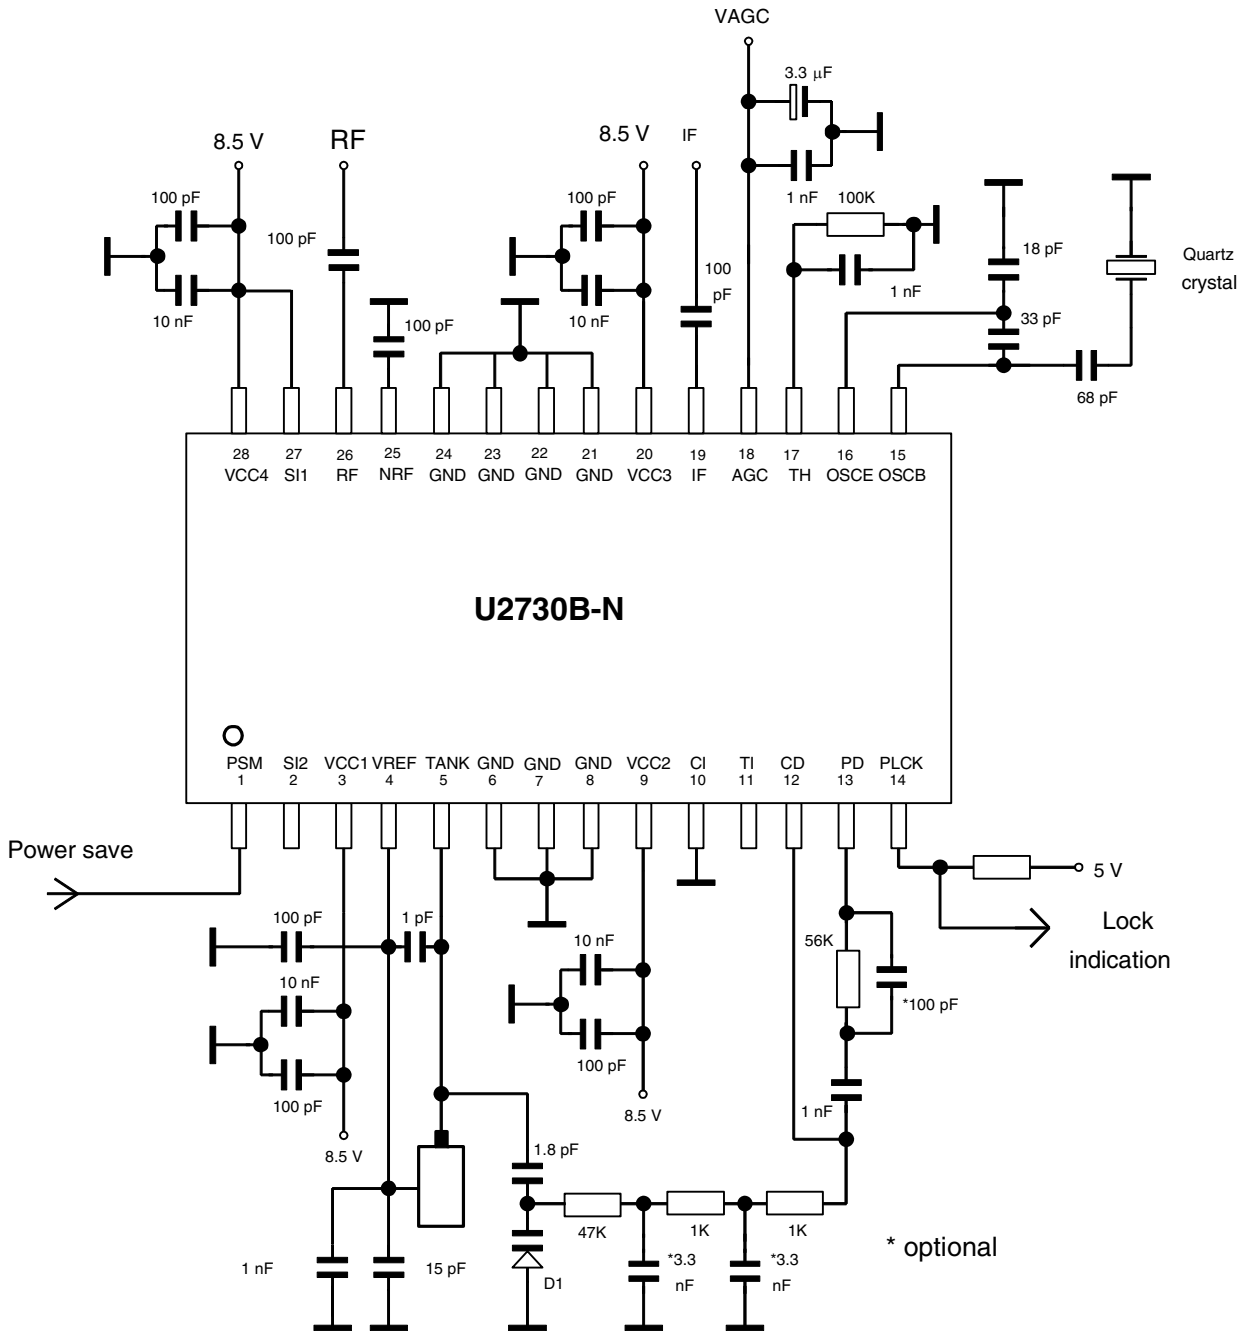 VAGC
3.3 µF
8.5 V
RF
8.5 V
IF
100 pF
100 pF
1 nF
100K
100 pF
18 pF
Quartz
crystal
100
pF
1 nF
10 nF
100 pF
10 nF
33 pF
68 pF
28 27 26 25 24 23 22 21 20 19 18 17 16 15
VCC4 SI1 RF NRF GND GND GND GND VCC3 IF AGC TH OSCE OSCB
U2730B-N
PSM SI2 VCC1 VREF TANK GND GND GND VCC2 CI TI CD PD PLCK
1 2 3 4 5 6 7 8 9 10 11 12 13 14
Power save
5 V
100 pF
1 pF
Lock
indication
10 nF
56K
10 nF
*100 pF
100 pF
100 pF
1 nF
8.5 V
8.5 V
1.8 pF
47K
1K
1K
* optional
1 nF
15 pF
D1
*3.3
nF
*3.3
nF